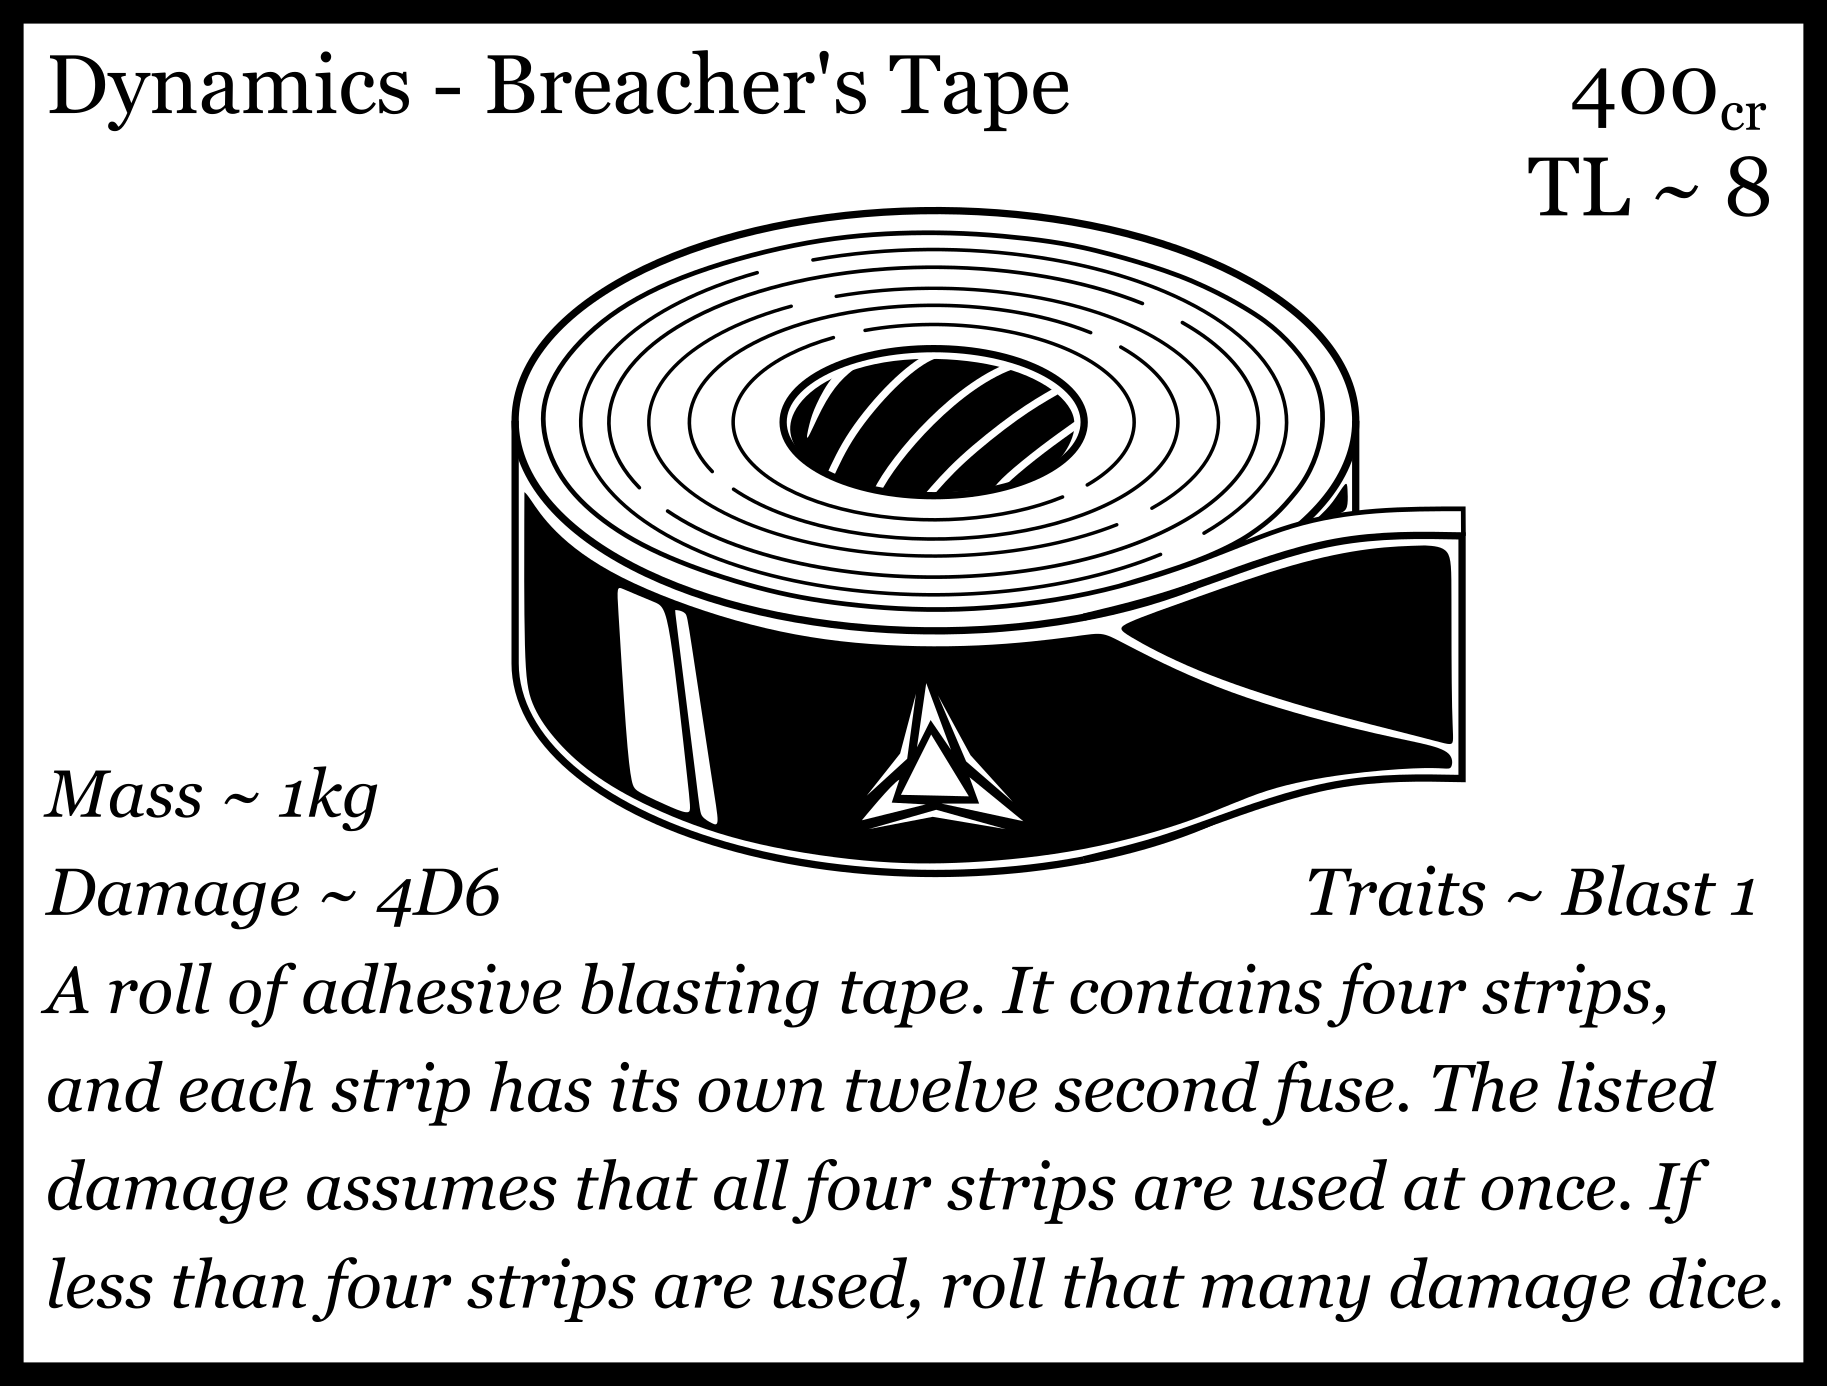 Dynamics - Breacher's Tape
400cr
TL ~ 8
Mass ~ 1kg
Damage ~ 4D6
Traits ~ Blast 1
A roll of adhesive blasting tape. It contains four strips,
and each strip has its own twelve second fuse. The listed
damage assumes that all four strips are used at once. If
less than four strips are used, roll that many damage dice.